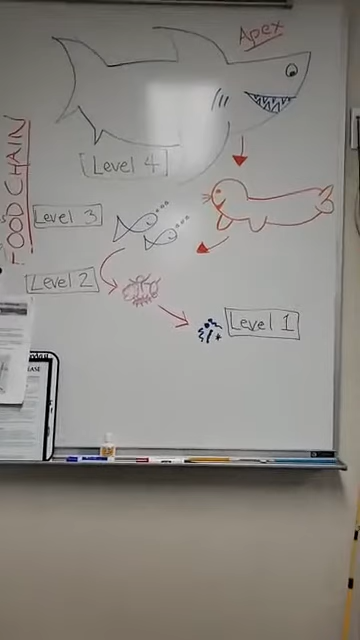 Apex
Level 4
FOOD CHAIN
Level 3
Level 2
Level 1